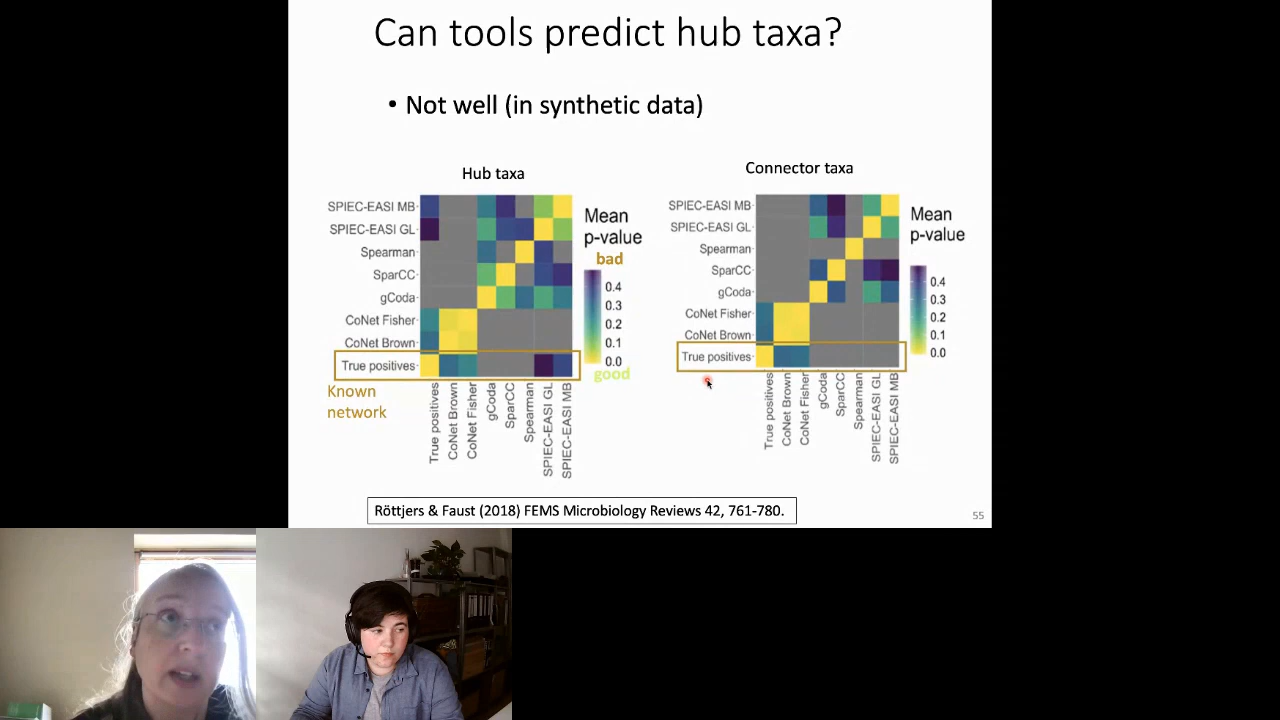 Can tools predict hub taxa?
• Not well (in synthetic data)
Hub taxa
SPIEC-EASI MB
SPIEC-EASI GL
Spearman
SparCC
gCoda
CoNet Fisher
CoNet Brown
True positives
Known
network
True positives
CoNet Brown
CoNet Fisher
gCoda
SparCC
Spearman
SPIEC-EASI GL
SPIEC-EASI MB
Mean
p-value
bad
0.4
0.3
0.2
0.1
0.0
good
Connector taxa
SPIEC-EASI MB
SPIEC-EASI GL
Spearman
SparCC
gCoda
CoNet Fisher
CoNet Brown
True positives
True positives
CoNet Brown
CoNet Fisher
gCoda
SparCC
Spearman
SPIEC-EASI GL
SPIEC-EASI MB
Mean
p-value
0.4
0.3
0.2
0.1
0.0
Röttjers & Faust (2018) FEMS Microbiology Reviews 42, 761-780.
55